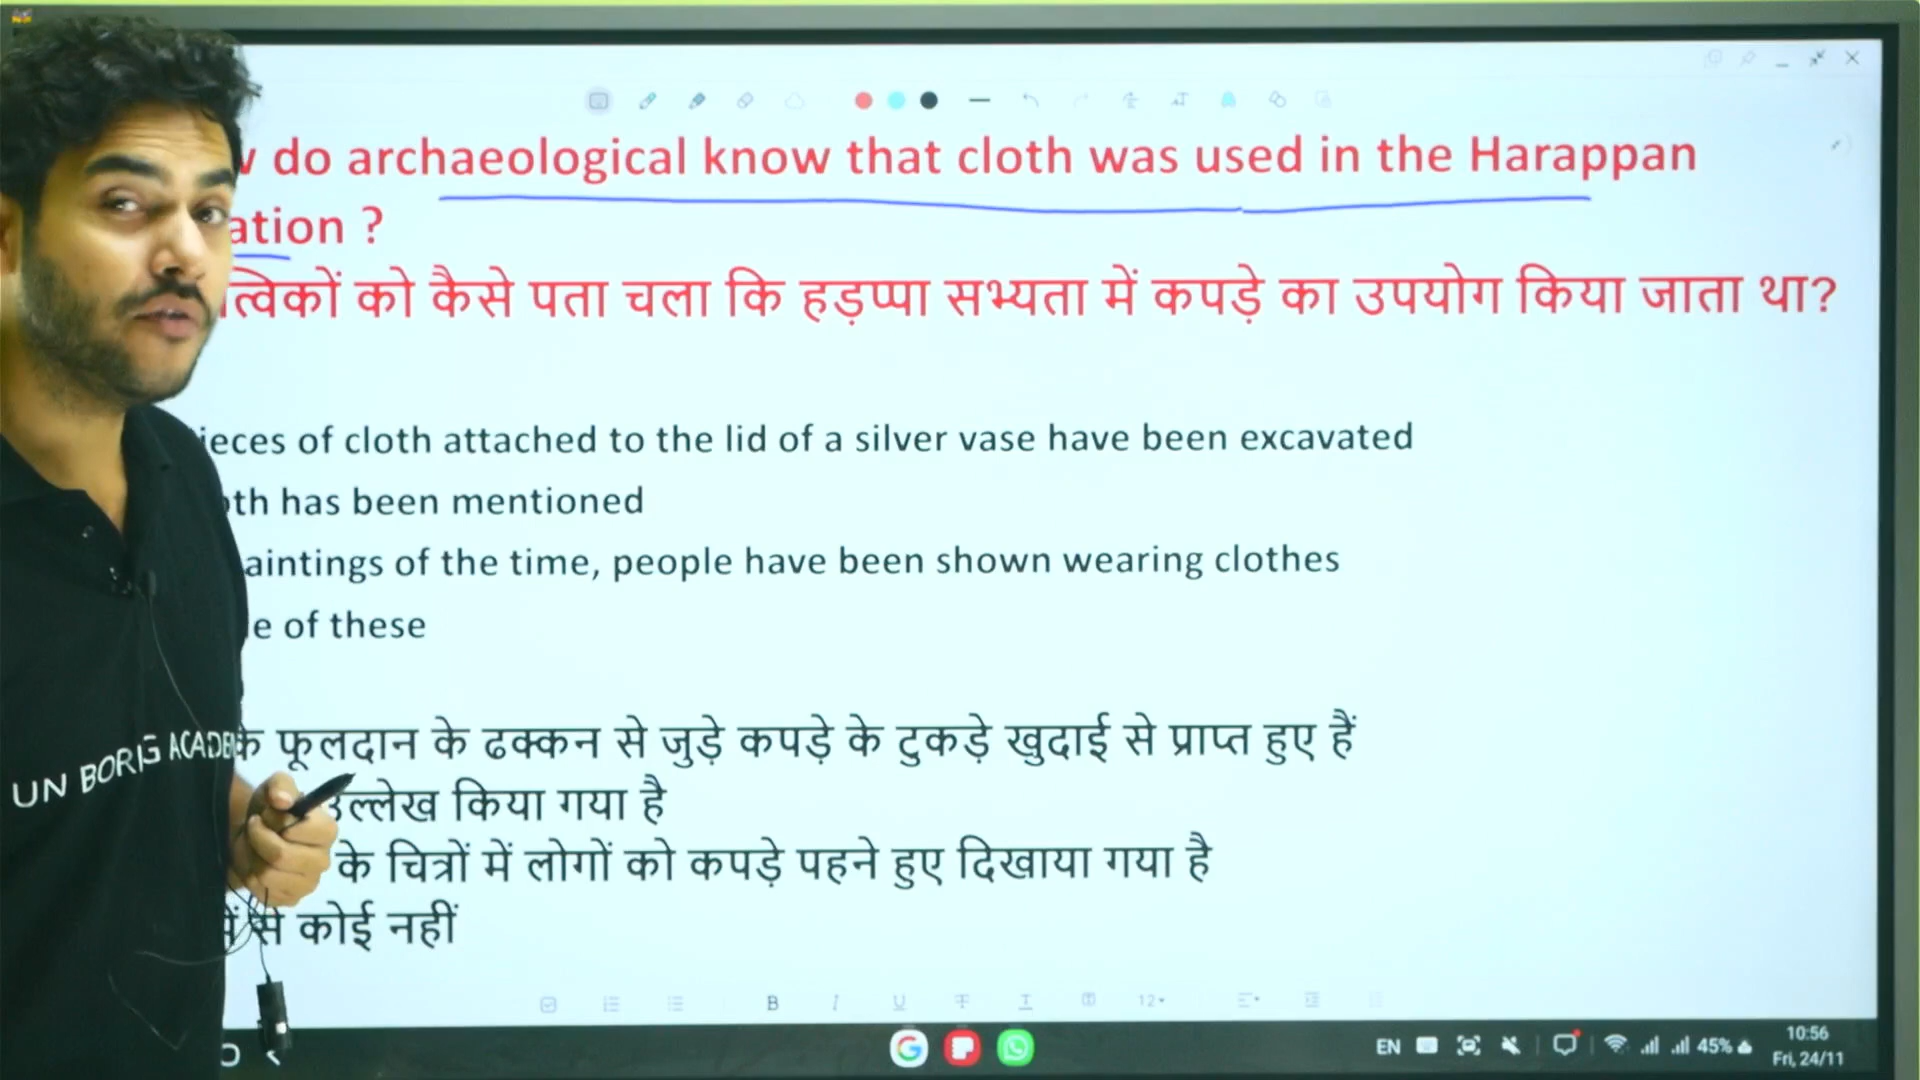 do archaeological know that cloth was used in the Harappan
ation ?
त्विकों को कैसे पता चला कि हड़प्पा सभ्यता में कपड़े का उपयोग किया जाता था?
ieces of cloth attached to the lid of a silver vase have been excavated
th has been mentioned
aintings of the time, people have been shown wearing clothes
e of these
के फूलदान के ढक्कन से जुड़े कपड़े के टुकड़े खुदाई से प्राप्त हुए हैं
उल्लेख किया गया है
के चित्रों में लोगों को कपड़े पहने हुए दिखाया गया है
में से कोई नहीं
UN BORIG ACADE
B I U T T 12
EN 45% 10:56
Fri, 24/11